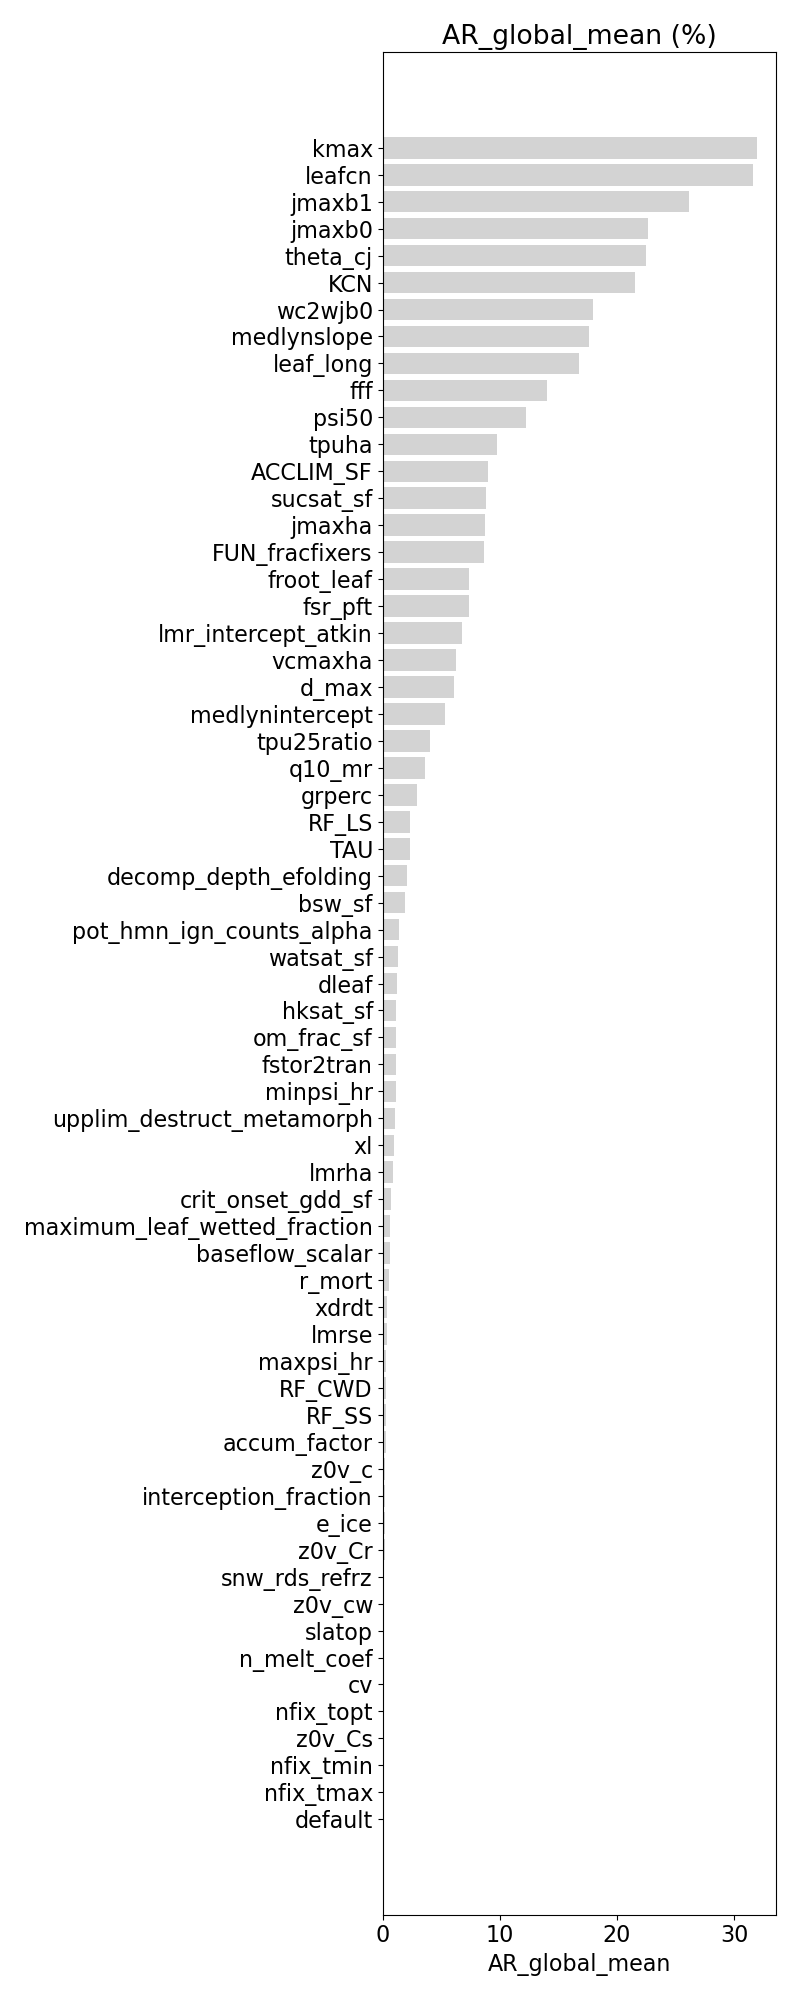 AR_global_mean (%)
kmax
leafcn
jmaxb1
jmaxb0
theta_cj
KCN
wc2wjb0
medlynslope
leaf_long
fff
psi50
tpuha
ACCLIM_SF
sucsat_sf
jmaxha
FUN_fracfixers
froot_leaf
fsr_pft
lmr_intercept_atkin
vcmaxha
d_max
medlynintercept
tpu25ratio
q10_mr
grperc
RF_LS
TAU
decomp_depth_efolding
bsw_sf
pot_hmn_ign_counts_alpha
watsat_sf
dleaf
hksat_sf
om_frac_sf
fstor2tran
minpsi_hr
upplim_destruct_metamorph
xl
lmrha
crit_onset_gdd_sf
maximum_leaf_wetted_fraction
baseflow_scalar
r_mort
xdrdt
lmrse
maxpsi_hr
RF_CWD
RF_SS
accum_factor
z0v_c
interception_fraction
e_ice
z0v_Cr
snw_rds_refrz
z0v_cw
slatop
n_melt_coef
cv
nfix_topt
z0v_Cs
nfix_tmin
nfix_tmax
default
0 10 20 30
AR_global_mean